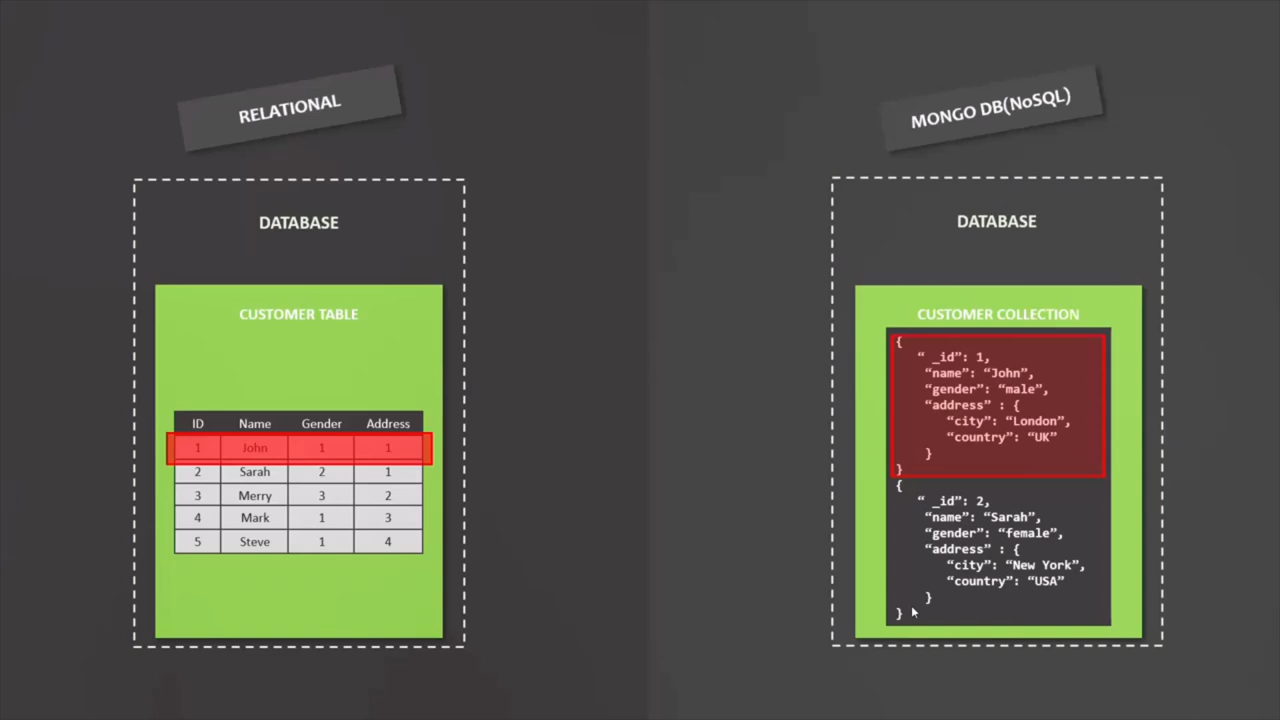 RELATIONAL
DATABASE
CUSTOMER TABLE
ID Name Gender Address
1 John 1 1
2 Sarah 2 1
3 Merry 3 2
4 Mark 1 3
5 Steve 1 4
MONGO DB(NoSQL)
DATABASE
CUSTOMER COLLECTION
{
“ _id”: 1,
“name”: “John”,
“gender”: “male”,
“address” : {
“city”: “London”,
“country”: “UK”
}
}
{
“ _id”: 2,
“name”: “Sarah”,
“gender”: “female”,
“address” : {
“city”: “New York”,
“country”: “USA”
}
}